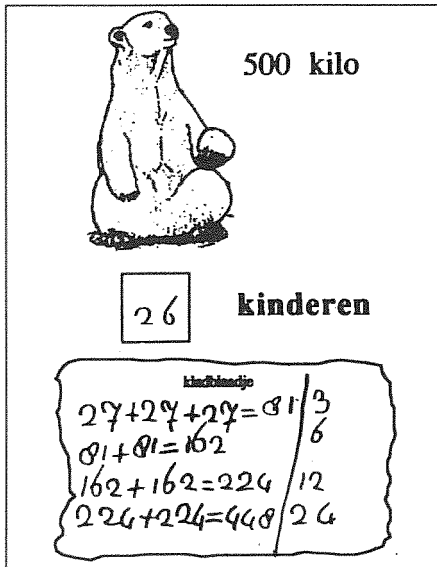 500 kilo
26 kinderen
kladblaadje
27+27+27=81 3
81+81=162 6
162+162=224 12
224+224=448 24